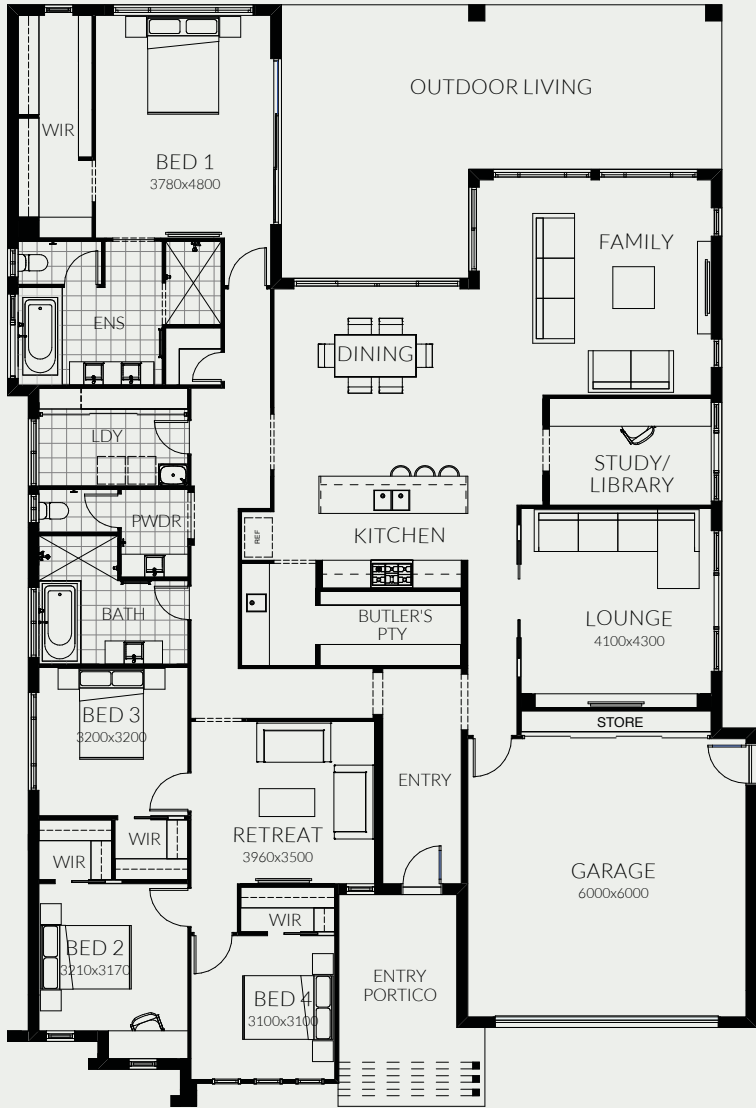 OUTDOOR LIVING
WIR
BED 1
3780x4800
FAMILY
ENS
DINING
LDY
STUDY/
LIBRARY
PWDR
REF
KITCHEN
BATH
BUTLER'S
PTY
LOUNGE
4100x4300
BED 3
3200x3200
STORE
ENTRY
WIR
WIR
RETREAT
3960x3500
GARAGE
6000x6000
WIR
BED 2
3210x3170
ENTRY
PORTICO
BED 4
3100x3100